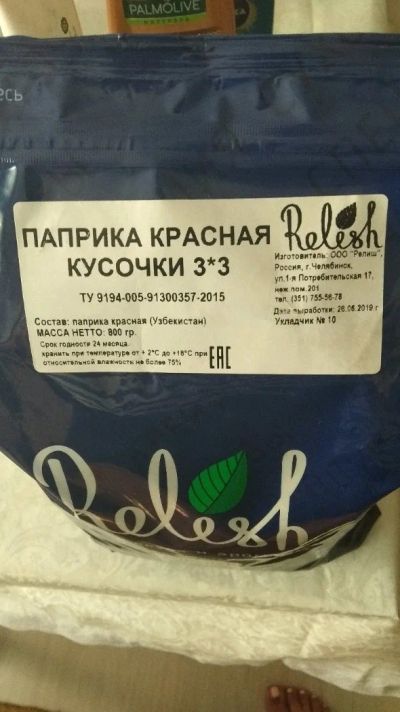 PALMOLIVE
ПАПРИКА КРАСНАЯ
КУСОЧКИ 3*3
ТУ 9194-005-91300357-2015
Состав: паприка красная (Узбекистан)
МАССА НЕТТО: 800 гр.
Срок годности 24 месяца.
хранить при температуре от + 2°С до +18°С при
относительной влажности не более 75%
EAC
Relish
Изготовитель: ООО "Релиш",
Россия, г.Челябинск,
ул.1-я Потребительская 17,
неж.пом.201
тел. (351) 755-56-78
Дата выработки: 26.06.2019 г
Укладчик № 10
Relish